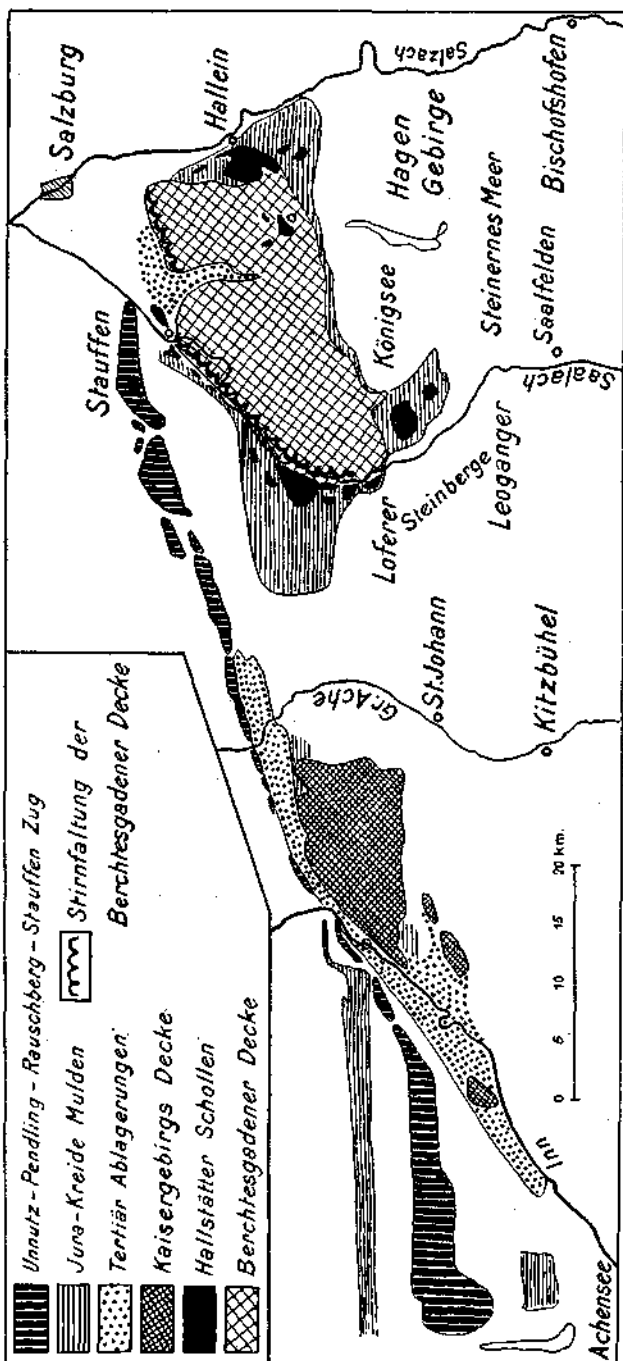 Unnutz-Pendling-Rauschberg-Stauffen Zug
Jura-Kreide Mulden
Stirnfaltung der
Berchtesgadener Decke
Tertiär Ablagerungen
Kaisergebirgs Decke
Hallstätter Schollen
Berchtesgadener Decke
Salzburg
Hallein
Salzach
Stauffen
Hagen
Gebirge
Königsee
Steinernes Meer
Bischofshofen
Saalfelden
Saalach
Loferer
Steinberge
Leoganger
Gr. Ache
St.Johann
Kitzbühel
0 5 10 15 20 km.
Inn
Achensee